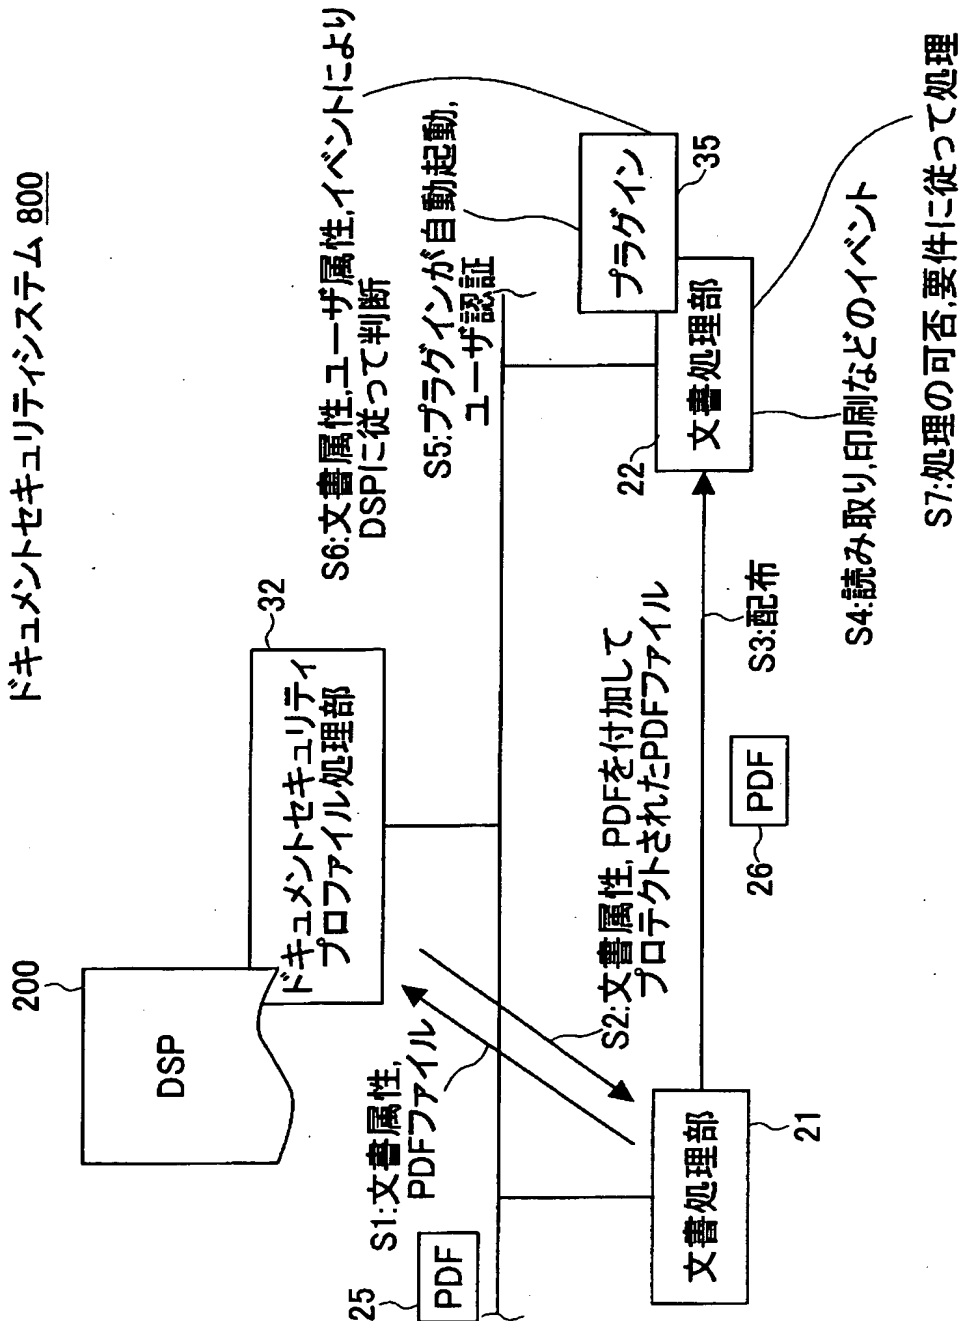 ドキュメントセキュリティシステム 800
200
DSP
32
ドキュメントセキュリティ
プロファイル処理部
S1:文書属性,
PDFファイル
25
PDF
S2:文書属性, PDFを付加して
プロテクトされたPDFファイル
S6:文書属性,ユーザ属性,イベントにより
DSPに従って判断
S5:プラグインが自動起動,
ユーザ認証
プラグイン
35
22
文書処理部
文書処理部
21
26
PDF
S3:配布
S4:読み取り,印刷などのイベント
S7:処理の可否,要件に従って処理